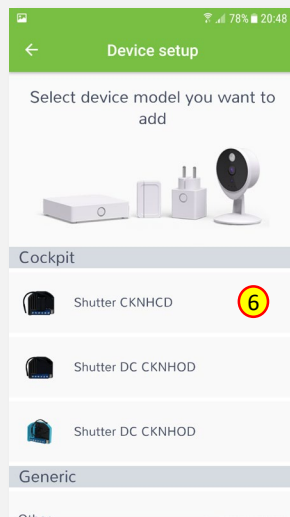 78% 20:48
Device setup
Select device model you want to
add
Cockpit
Shutter CKNHCD
6
Shutter DC CKNHOD
Shutter DC CKNHOD
Generic
Other